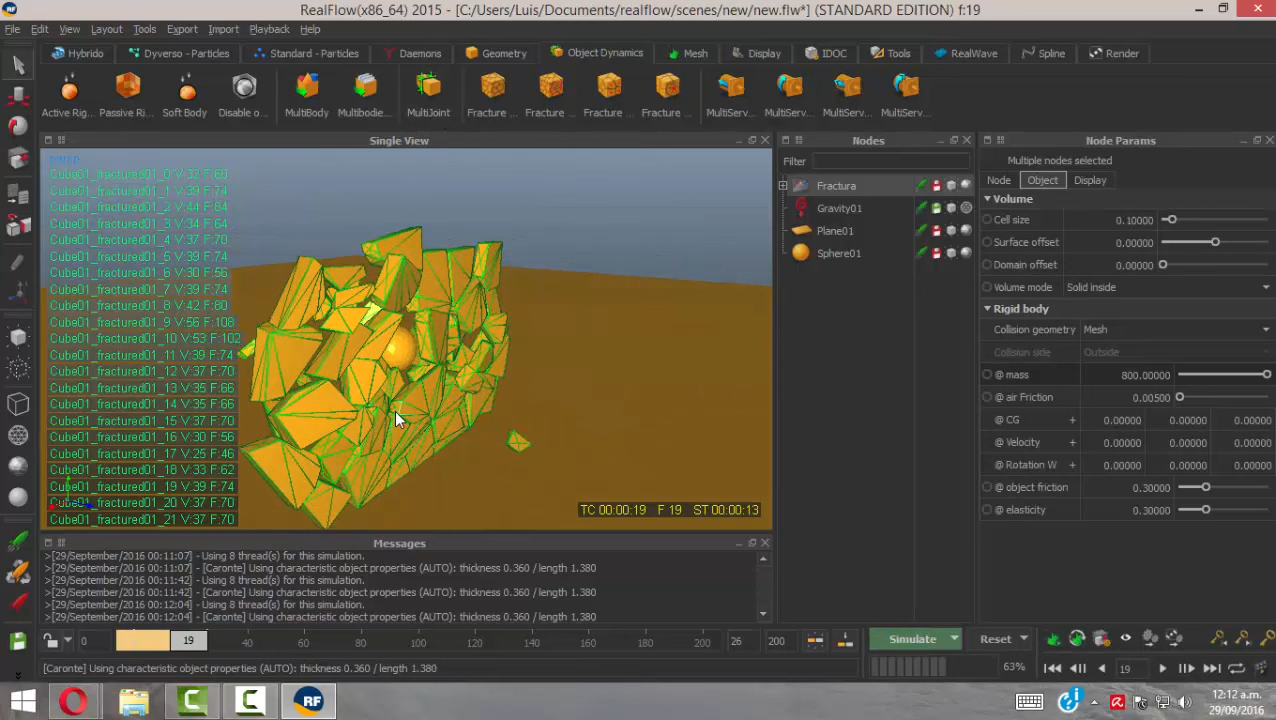 RealFlow(x86_64) 2015 - [C:/Users/Luis/Documents/realflow/scenes/new/new.flw*] (STANDARD EDITION) f:19
File Edit View Layout Tools Export Import Playback Help
Hybrido Dyverso - Particles Standard - Particles Daemons Geometry Object Dynamics Mesh Display IDOC Tools RealWave Spline Render
Active Rig... Passive Ri... Soft Body Disable o... MultiBody Multibodie... MultiJoint Fracture ... Fracture ... Fracture ... Fracture ... MultiServ... MultiServ... MultiServ... MultiServ...
Single View
Nodes
Node Params
persp
Cube01_fractured01_0 V:32 F:60
Cube01_fractured01_1 V:39 F:74
Cube01_fractured01_2 V:44 F:84
Cube01_fractured01_3 V:34 F:64
Cube01_fractured01_4 V:37 F:70
Cube01_fractured01_5 V:39 F:74
Cube01_fractured01_6 V:30 F:56
Cube01_fractured01_7 V:39 F:74
Cube01_fractured01_8 V:42 F:80
Cube01_fractured01_9 V:56 F:108
Cube01_fractured01_10 V:53 F:102
Cube01_fractured01_11 V:39 F:74
Cube01_fractured01_12 V:37 F:70
Cube01_fractured01_13 V:35 F:66
Cube01_fractured01_14 V:35 F:66
Cube01_fractured01_15 V:37 F:70
Cube01_fractured01_16 V:30 F:56
Cube01_fractured01_17 V:25 F:46
Cube01_fractured01_18 V:33 F:62
Cube01_fractured01_19 V:39 F:74
Cube01_fractured01_20 V:37 F:70
Cube01_fractured01_21 V:37 F:70
TC 00:00:19 F 19 ST 00:00:13
Filter
Fractura
Gravity01
Plane01
Sphere01
Multiple nodes selected
Node Object Display
Volume
Cell size 0.10000
Surface offset 0.00000
Domain offset 0.00000
Volume mode Solid inside
Rigid body
Collision geometry Mesh
Collision side Outside
@ mass 800.00000
@ air Friction 0.00500
@ CG + 0.00000 0.00000 0.00000
@ Velocity + 0.00000 0.00000 0.00000
@ Rotation W + 0.00000 0.00000 0.00000
@ object friction 0.30000
@ elasticity 0.30000
Messages
>[29/September/2016 00:11:07] - Using 8 thread(s) for this simulation.
>[29/September/2016 00:11:07] - [Caronte] Using characteristic object properties (AUTO): thickness 0.360 / length 1.380
>[29/September/2016 00:11:42] - Using 8 thread(s) for this simulation.
>[29/September/2016 00:11:42] - [Caronte] Using characteristic object properties (AUTO): thickness 0.360 / length 1.380
>[29/September/2016 00:12:04] - Using 8 thread(s) for this simulation.
>[29/September/2016 00:12:04] - [Caronte] Using characteristic object properties (AUTO): thickness 0.360 / length 1.380
0 19 40 60 80 100 120 140 160 180 200 26 200
Simulate Reset
[Caronte] Using characteristic object properties (AUTO): thickness 0.360 / length 1.380
63%
19
RF
12:12 a.m.
29/09/2016